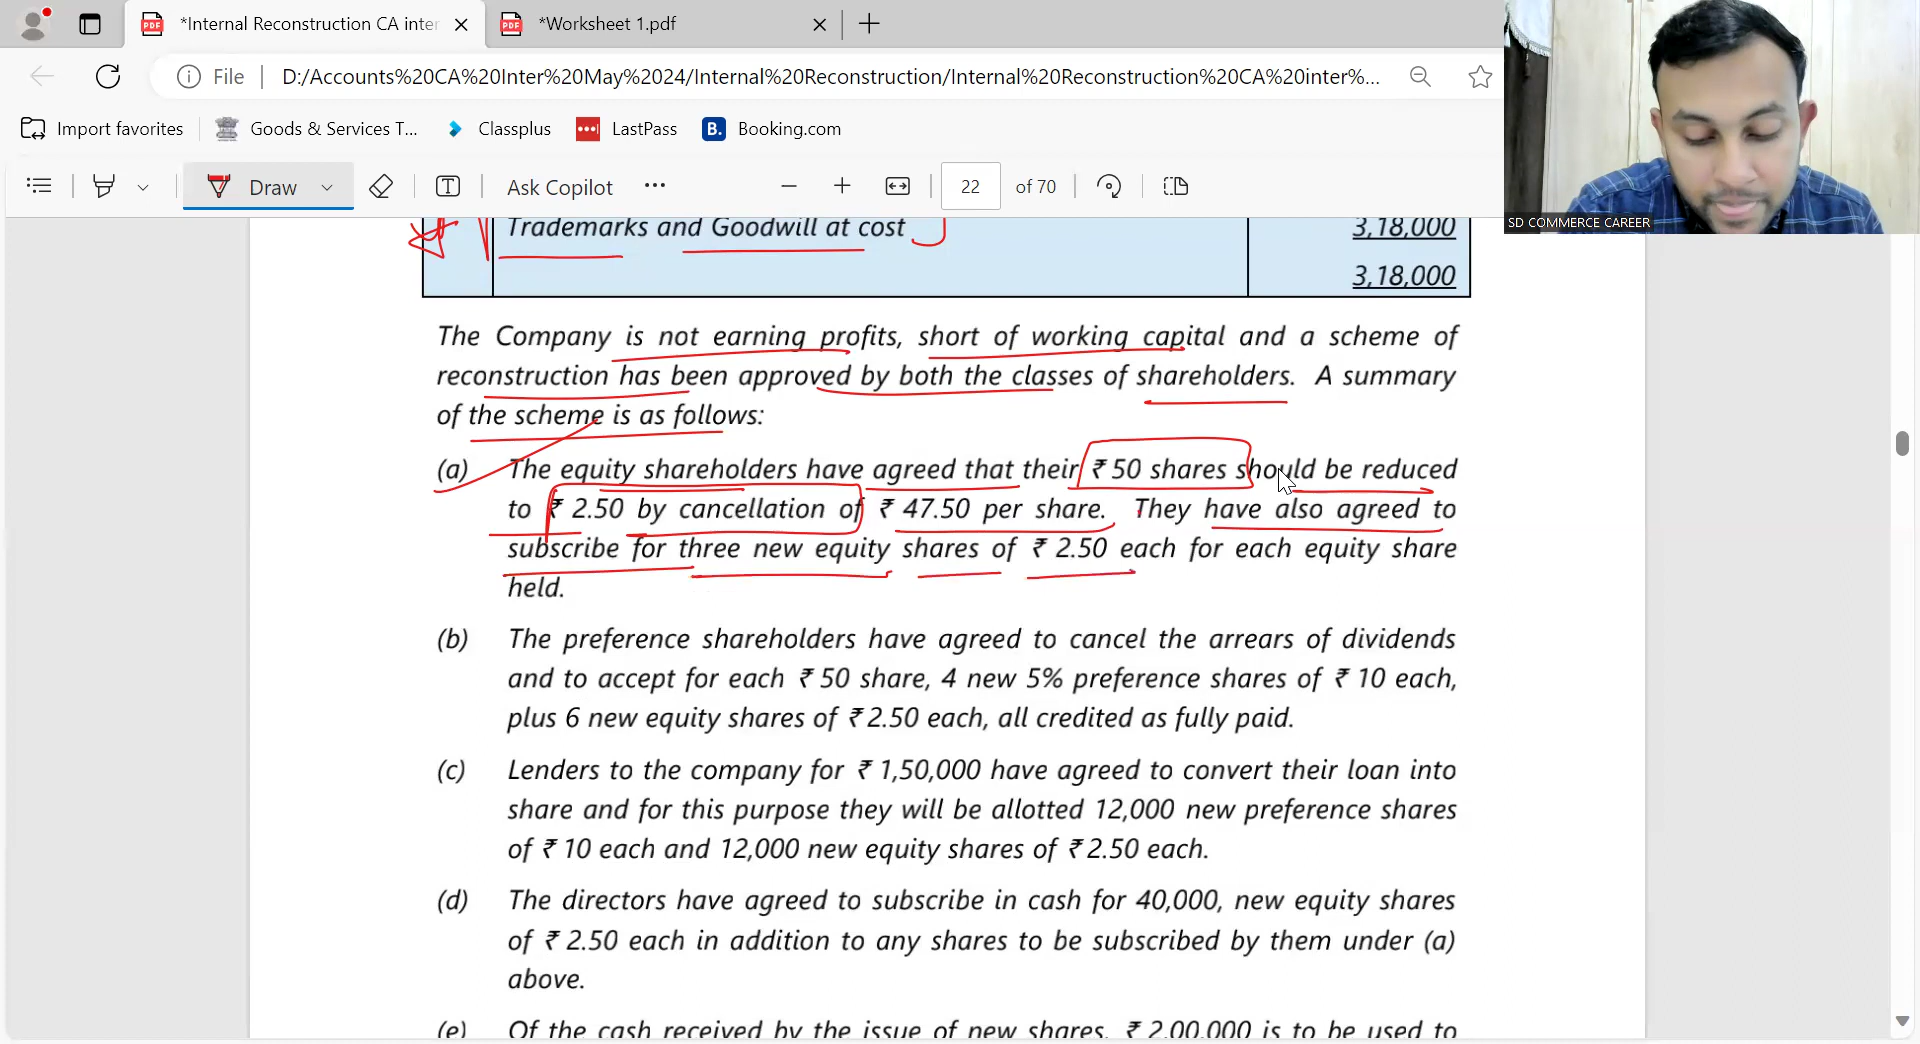 *Internal Reconstruction CA inter
*Worksheet 1.pdf
File
D:/Accounts%20CA%20Inter%20May%202024/Internal%20Reconstruction/Internal%20Reconstruction%20CA%20inter%...
Import favorites
Goods & Services T...
Classplus
LastPass
B. Booking.com
Draw
Ask Copilot
22 of 70
SD COMMERCE CAREER
Trademarks and Goodwill at cost 3,18,000
3,18,000
The Company is not earning profits, short of working capital and a scheme of
reconstruction has been approved by both the classes of shareholders. A summary
of the scheme is as follows:
(a) The equity shareholders have agreed that their ₹ 50 shares should be reduced
to ₹ 2.50 by cancellation of ₹ 47.50 per share. They have also agreed to
subscribe for three new equity shares of ₹ 2.50 each for each equity share
held.
(b) The preference shareholders have agreed to cancel the arrears of dividends
and to accept for each ₹ 50 share, 4 new 5% preference shares of ₹ 10 each,
plus 6 new equity shares of ₹ 2.50 each, all credited as fully paid.
(c) Lenders to the company for ₹ 1,50,000 have agreed to convert their loan into
share and for this purpose they will be allotted 12,000 new preference shares
of ₹ 10 each and 12,000 new equity shares of ₹ 2.50 each.
(d) The directors have agreed to subscribe in cash for 40,000, new equity shares
of ₹ 2.50 each in addition to any shares to be subscribed by them under (a)
above.
(e) Of the cash received by the issue of new shares, ₹ 2,00,000 is to be used to